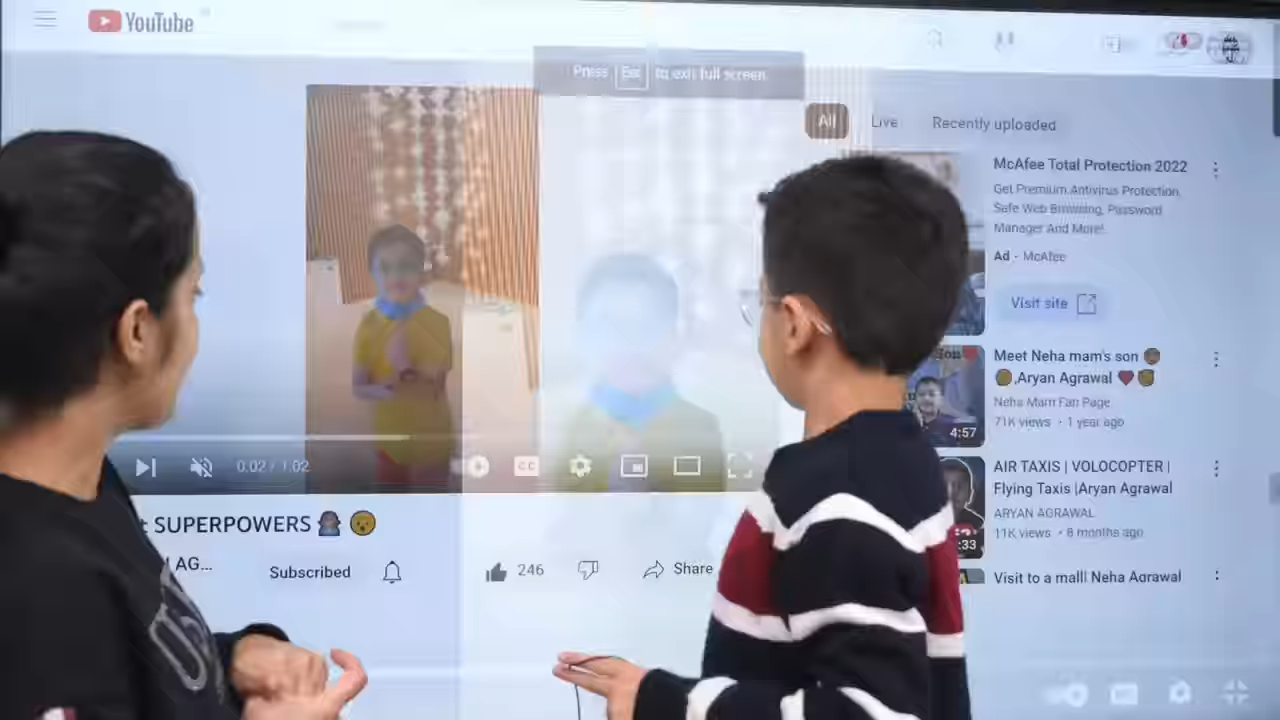 YouTube
Press Esc to exit full screen
All Live Recently uploaded
McAfee Total Protection 2022
Get Premium Antivirus Protection,
Safe Web Browsing, Password
Manager And More!.
Ad - McAfee
Visit site
Meet Neha mam's son
,Aryan Agrawal
Neha Mam Fan Page
71K views • 1 year ago
4:57
AIR TAXIS | VOLOCOPTER |
Flying Taxis |Aryan Agrawal
ARYAN AGRAWAL
11K views • 8 months ago
:33
Visit to a mall| Neha Agrawal
0:02 / 1:02
CC
SUPERPOWERS
AG...
Subscribed
246
Share